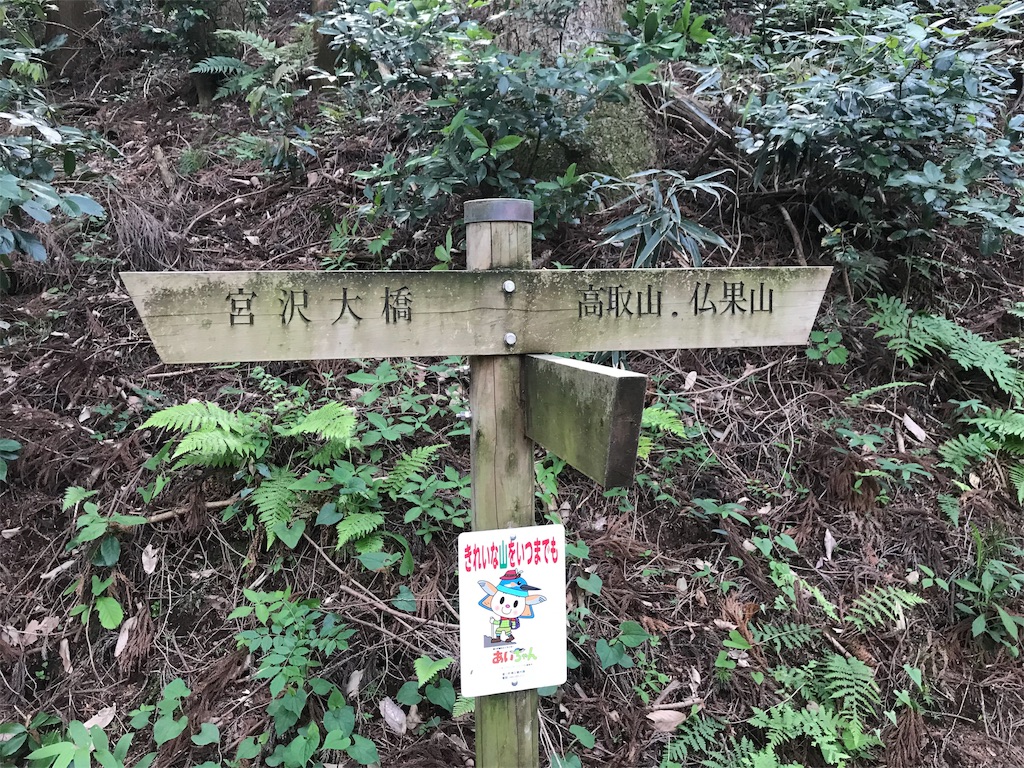 宮沢大橋
高取山.仏果山
きれいな山をいつまでも
あいちゃん